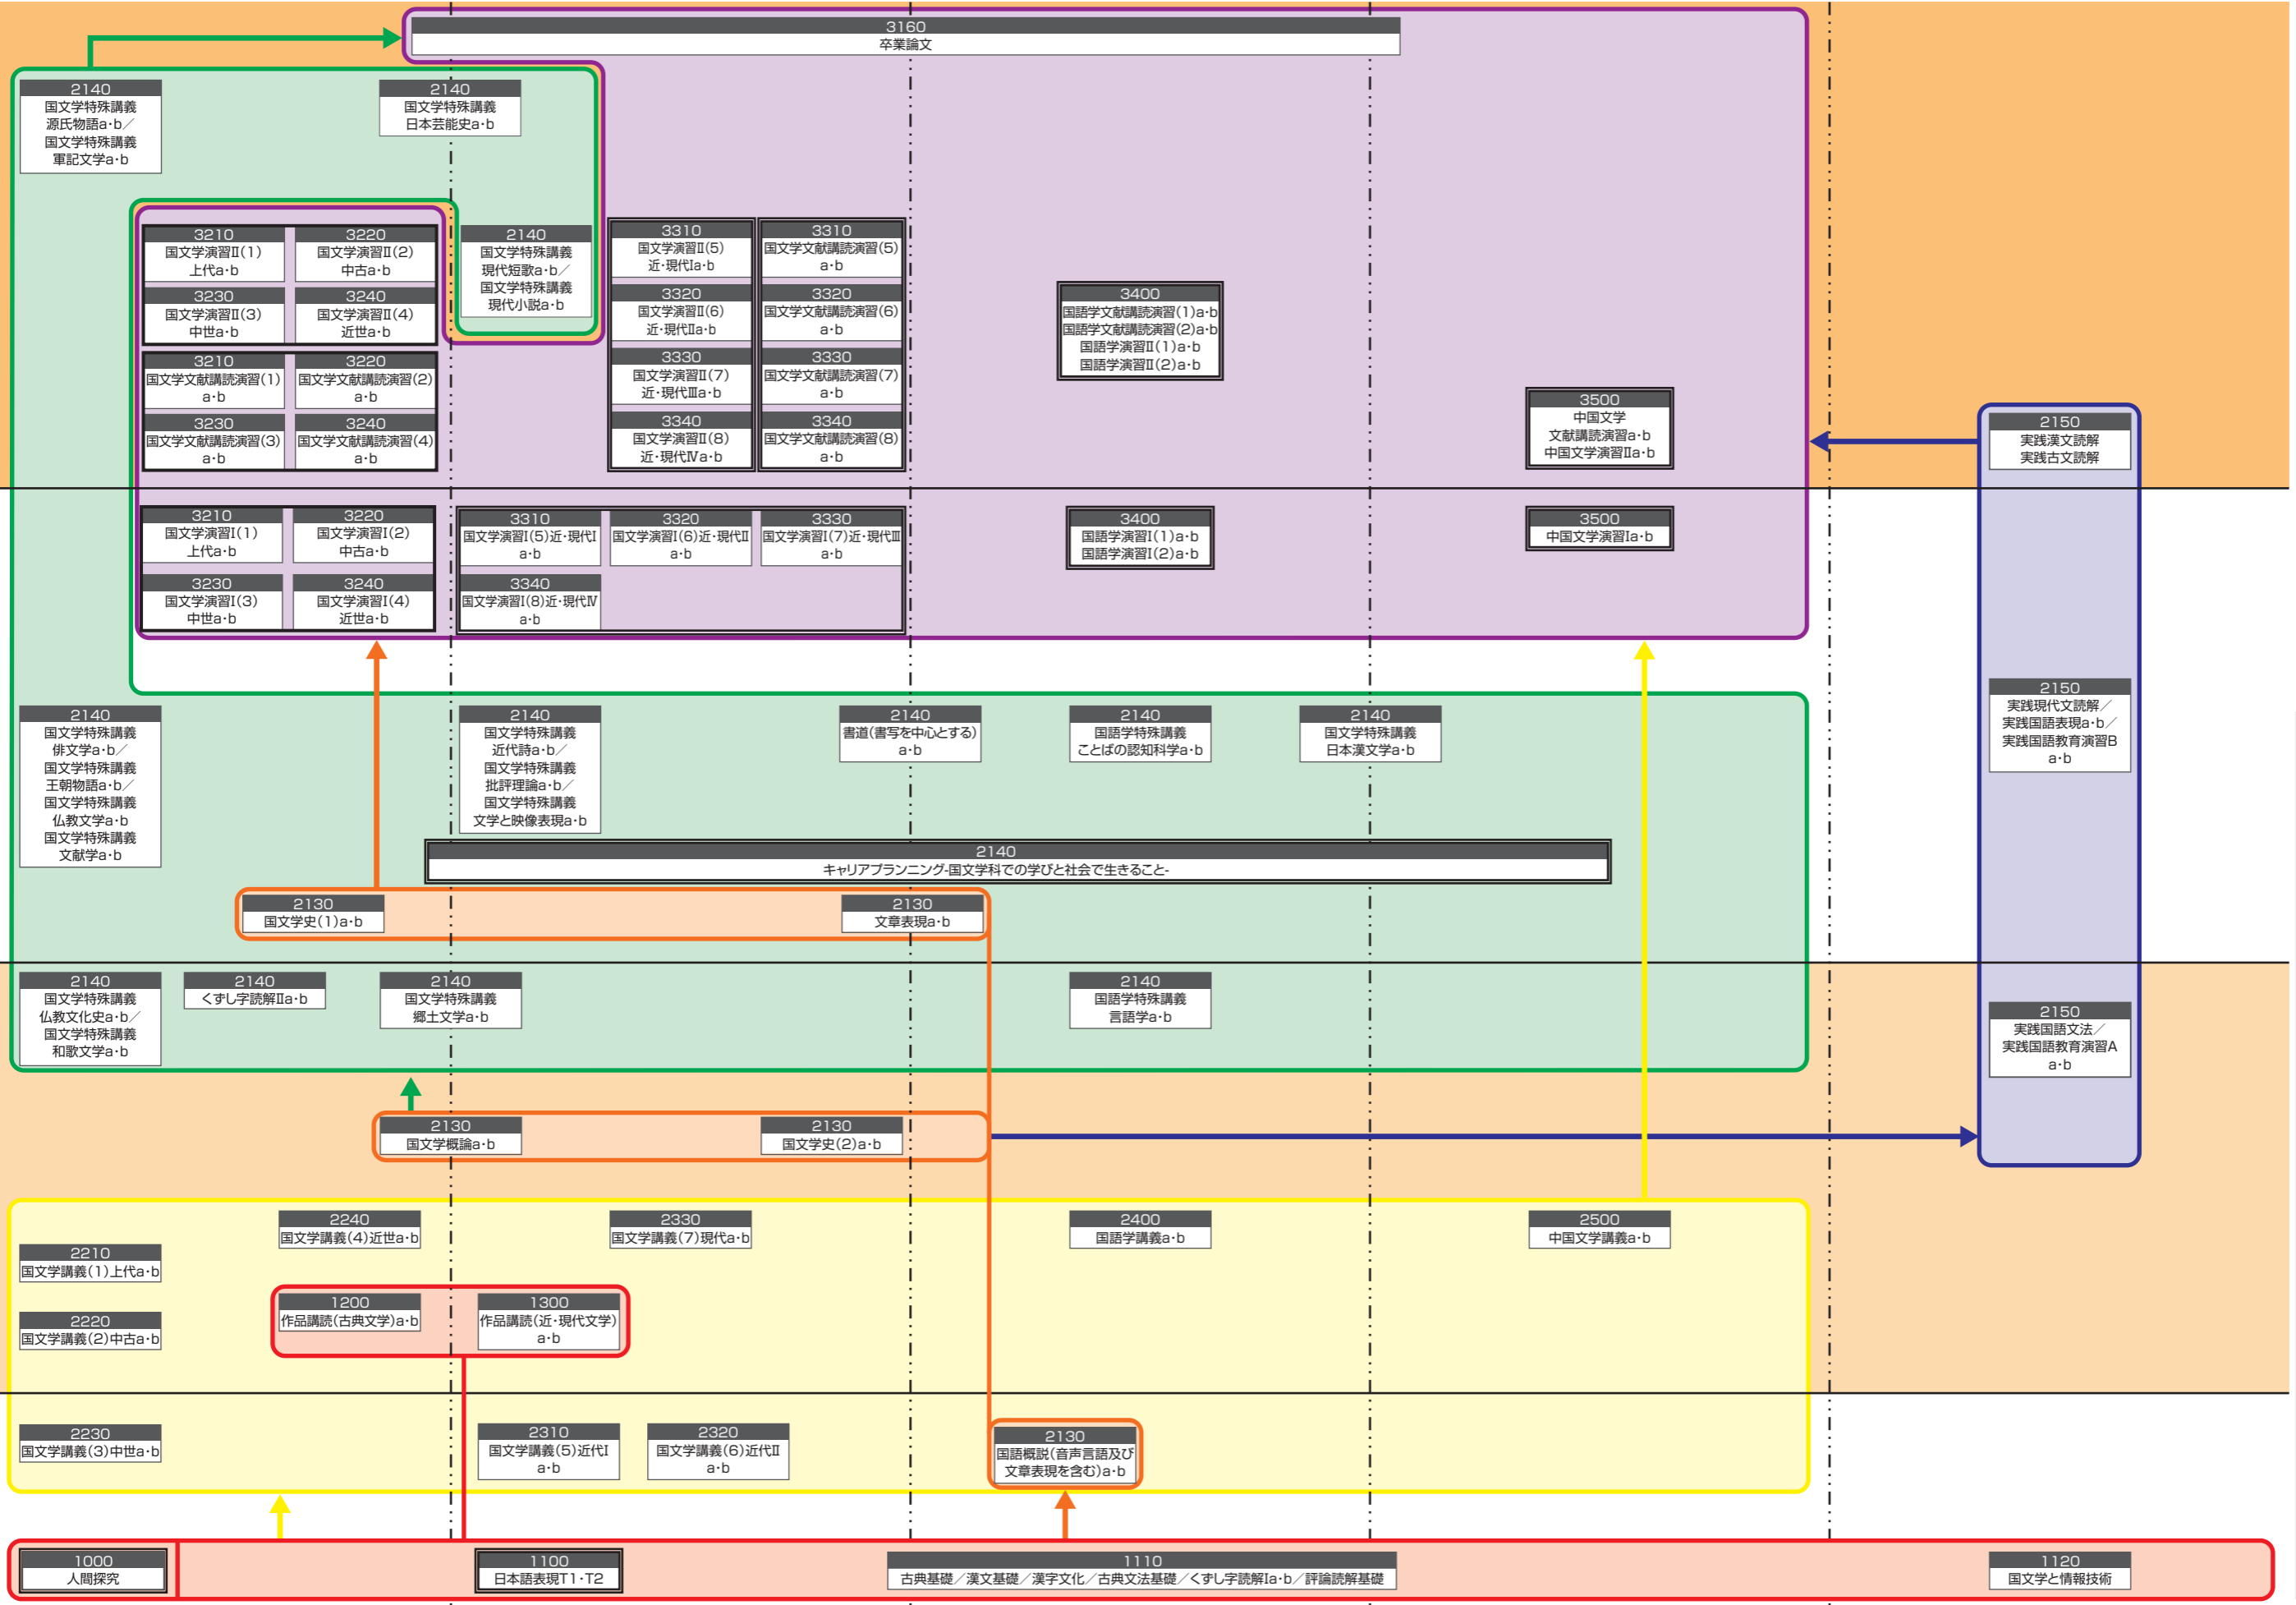 3160
卒業論文
2140
国文学特殊講義
源氏物語a・b／
国文学特殊講義
軍記文学a・b
2140
国文学特殊講義
日本芸能史a・b
3210
国文学演習Ⅱ(1)
上代a・b
3220
国文学演習Ⅱ(2)
中古a・b
3230
国文学演習Ⅱ(3)
中世a・b
3240
国文学演習Ⅱ(4)
近世a・b
2140
国文学特殊講義
現代短歌a・b／
国文学特殊講義
現代小説a・b
3310
国文学演習Ⅱ(5)
近・現代Ⅰa・b
3320
国文学演習Ⅱ(6)
近・現代Ⅱa・b
3330
国文学演習Ⅱ(7)
近・現代Ⅲa・b
3340
国文学演習Ⅱ(8)
近・現代Ⅳa・b
3310
国文学文献講読演習(5)
a・b
3320
国文学文献講読演習(6)
a・b
3330
国文学文献講読演習(7)
a・b
3340
国文学文献講読演習(8)
a・b
3210
国文学文献講読演習(1)
a・b
3220
国文学文献講読演習(2)
a・b
3230
国文学文献講読演習(3)
a・b
3240
国文学文献講読演習(4)
a・b
3400
国語学文献講読演習(1)a・b
国語学文献講読演習(2)a・b
国語学演習Ⅱ(1)a・b
国語学演習Ⅱ(2)a・b
3500
中国文学
文献講読演習a・b
中国文学演習Ⅱa・b
2150
実践漢文読解
実践古文読解
3210
国文学演習Ⅰ(1)
上代a・b
3220
国文学演習Ⅰ(2)
中古a・b
3230
国文学演習Ⅰ(3)
中世a・b
3240
国文学演習Ⅰ(4)
近世a・b
3310
国文学演習Ⅰ(5)近・現代Ⅰ
a・b
3320
国文学演習Ⅰ(6)近・現代Ⅱ
a・b
3330
国文学演習Ⅰ(7)近・現代Ⅲ
a・b
3340
国文学演習Ⅰ(8)近・現代Ⅳ
a・b
3400
国語学演習Ⅰ(1)a・b
国語学演習Ⅰ(2)a・b
3500
中国文学演習Ⅰa・b
2140
国文学特殊講義
俳文学a・b／
国文学特殊講義
王朝物語a・b／
国文学特殊講義
仏教文学a・b
国文学特殊講義
文献学a・b
2140
国文学特殊講義
近代詩a・b／
国文学特殊講義
批評理論a・b／
国文学特殊講義
文学と映像表現a・b
2140
書道(書写を中心とする)
a・b
2140
国語学特殊講義
ことばの認知科学a・b
2140
国文学特殊講義
日本漢文学a・b
2150
実践現代文読解／
実践国語表現a・b／
実践国語教育演習B
a・b
2140
キャリアプランニング-国文学科での学びと社会で生きること-
2130
国文学史(1)a・b
2130
文章表現a・b
2140
国文学特殊講義
仏教文化史a・b／
国文学特殊講義
和歌文学a・b
2140
くずし字読解Ⅱa・b
2140
国文学特殊講義
郷土文学a・b
2140
国語学特殊講義
言語学a・b
2150
実践国語文法／
実践国語教育演習A
a・b
2130
国文学概論a・b
2130
国文学史(2)a・b
2240
国文学講義(4)近世a・b
2330
国文学講義(7)現代a・b
2400
国語学講義a・b
2500
中国文学講義a・b
2210
国文学講義(1)上代a・b
2220
国文学講義(2)中古a・b
1200
作品講読(古典文学)a・b
1300
作品講読(近・現代文学)
a・b
2230
国文学講義(3)中世a・b
2310
国文学講義(5)近代Ⅰ
a・b
2320
国文学講義(6)近代Ⅱ
a・b
2130
国語概説(音声言語及び
文章表現を含む)a・b
1000
人間探究
1100
日本語表現T1・T2
1110
古典基礎／漢文基礎／漢字文化／古典文法基礎／くずし字読解Ⅰa・b／評論読解基礎
1120
国文学と情報技術